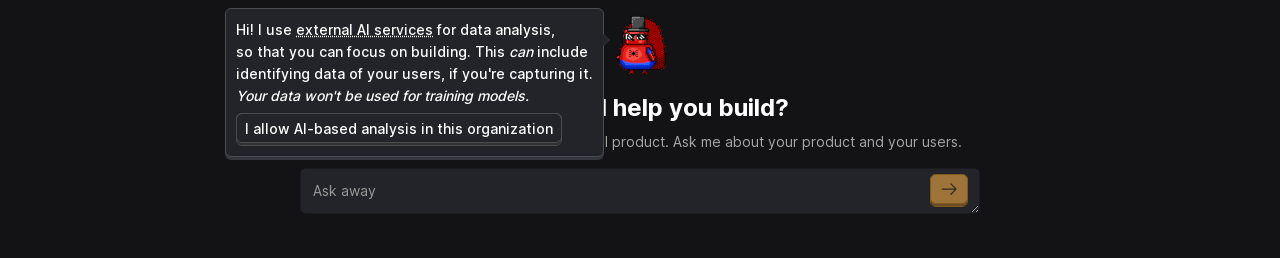 Hi! I use external AI services for data analysis,
so that you can focus on building. This can include
identifying data of your users, if you're capturing it.
Your data won't be used for training models.
I allow AI-based analysis in this organization
help you build?
product. Ask me about your product and your users.
Ask away